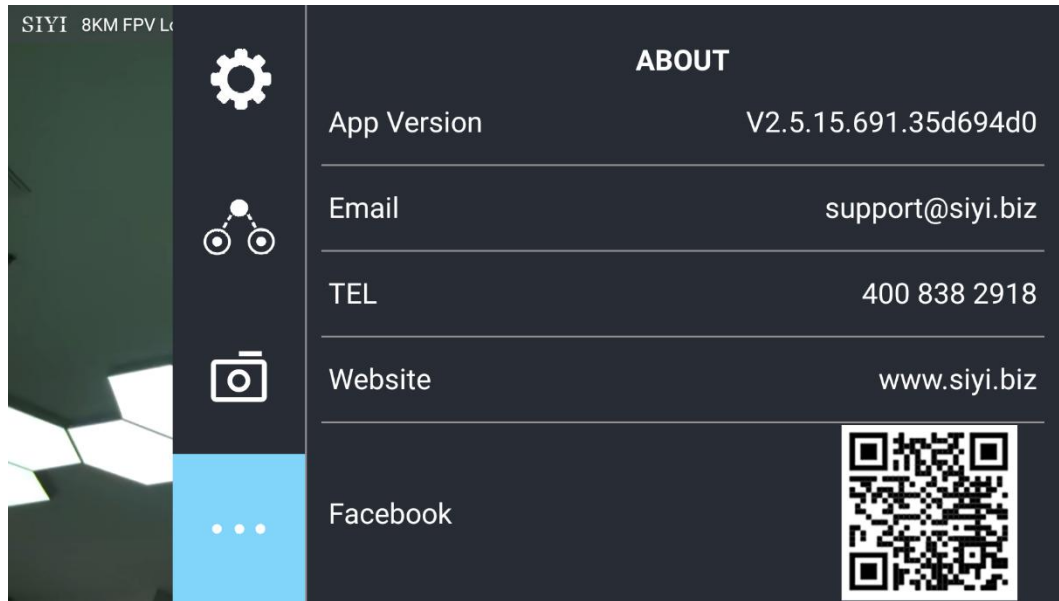 SIYI 8KM FPV
ABOUT
App Version V2.5.15.691.35d694d0
Email support@siyi.biz
TEL 400 838 2918
Website www.siyi.biz
Facebook